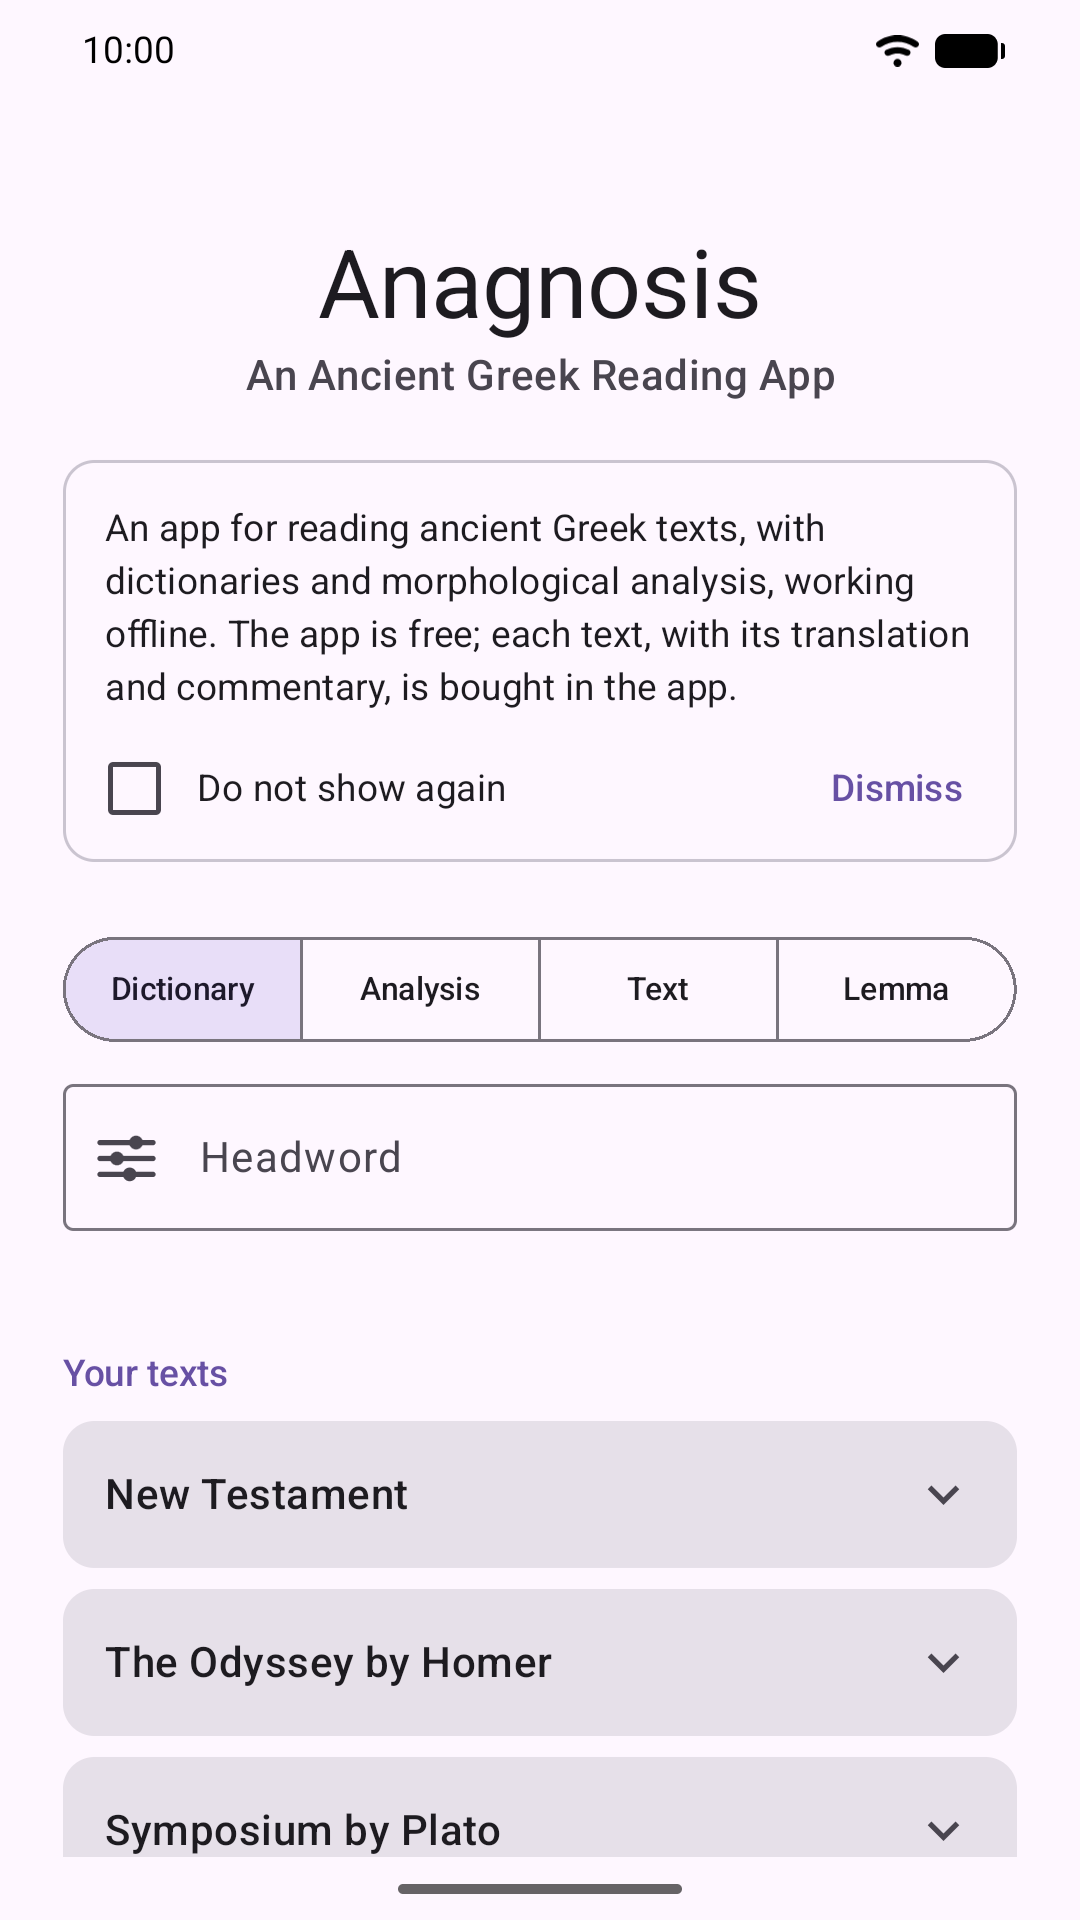 10:00
Anagnosis
An Ancient Greek Reading App
An app for reading ancient Greek texts, with
dictionaries and morphological analysis, working
offline. The app is free; each text, with its translation
and commentary, is bought in the app.
Do not show again
Dismiss
Dictionary
Analysis
Text
Lemma
Headword
Your texts
New Testament
The Odyssey by Homer
Symposium by Plato